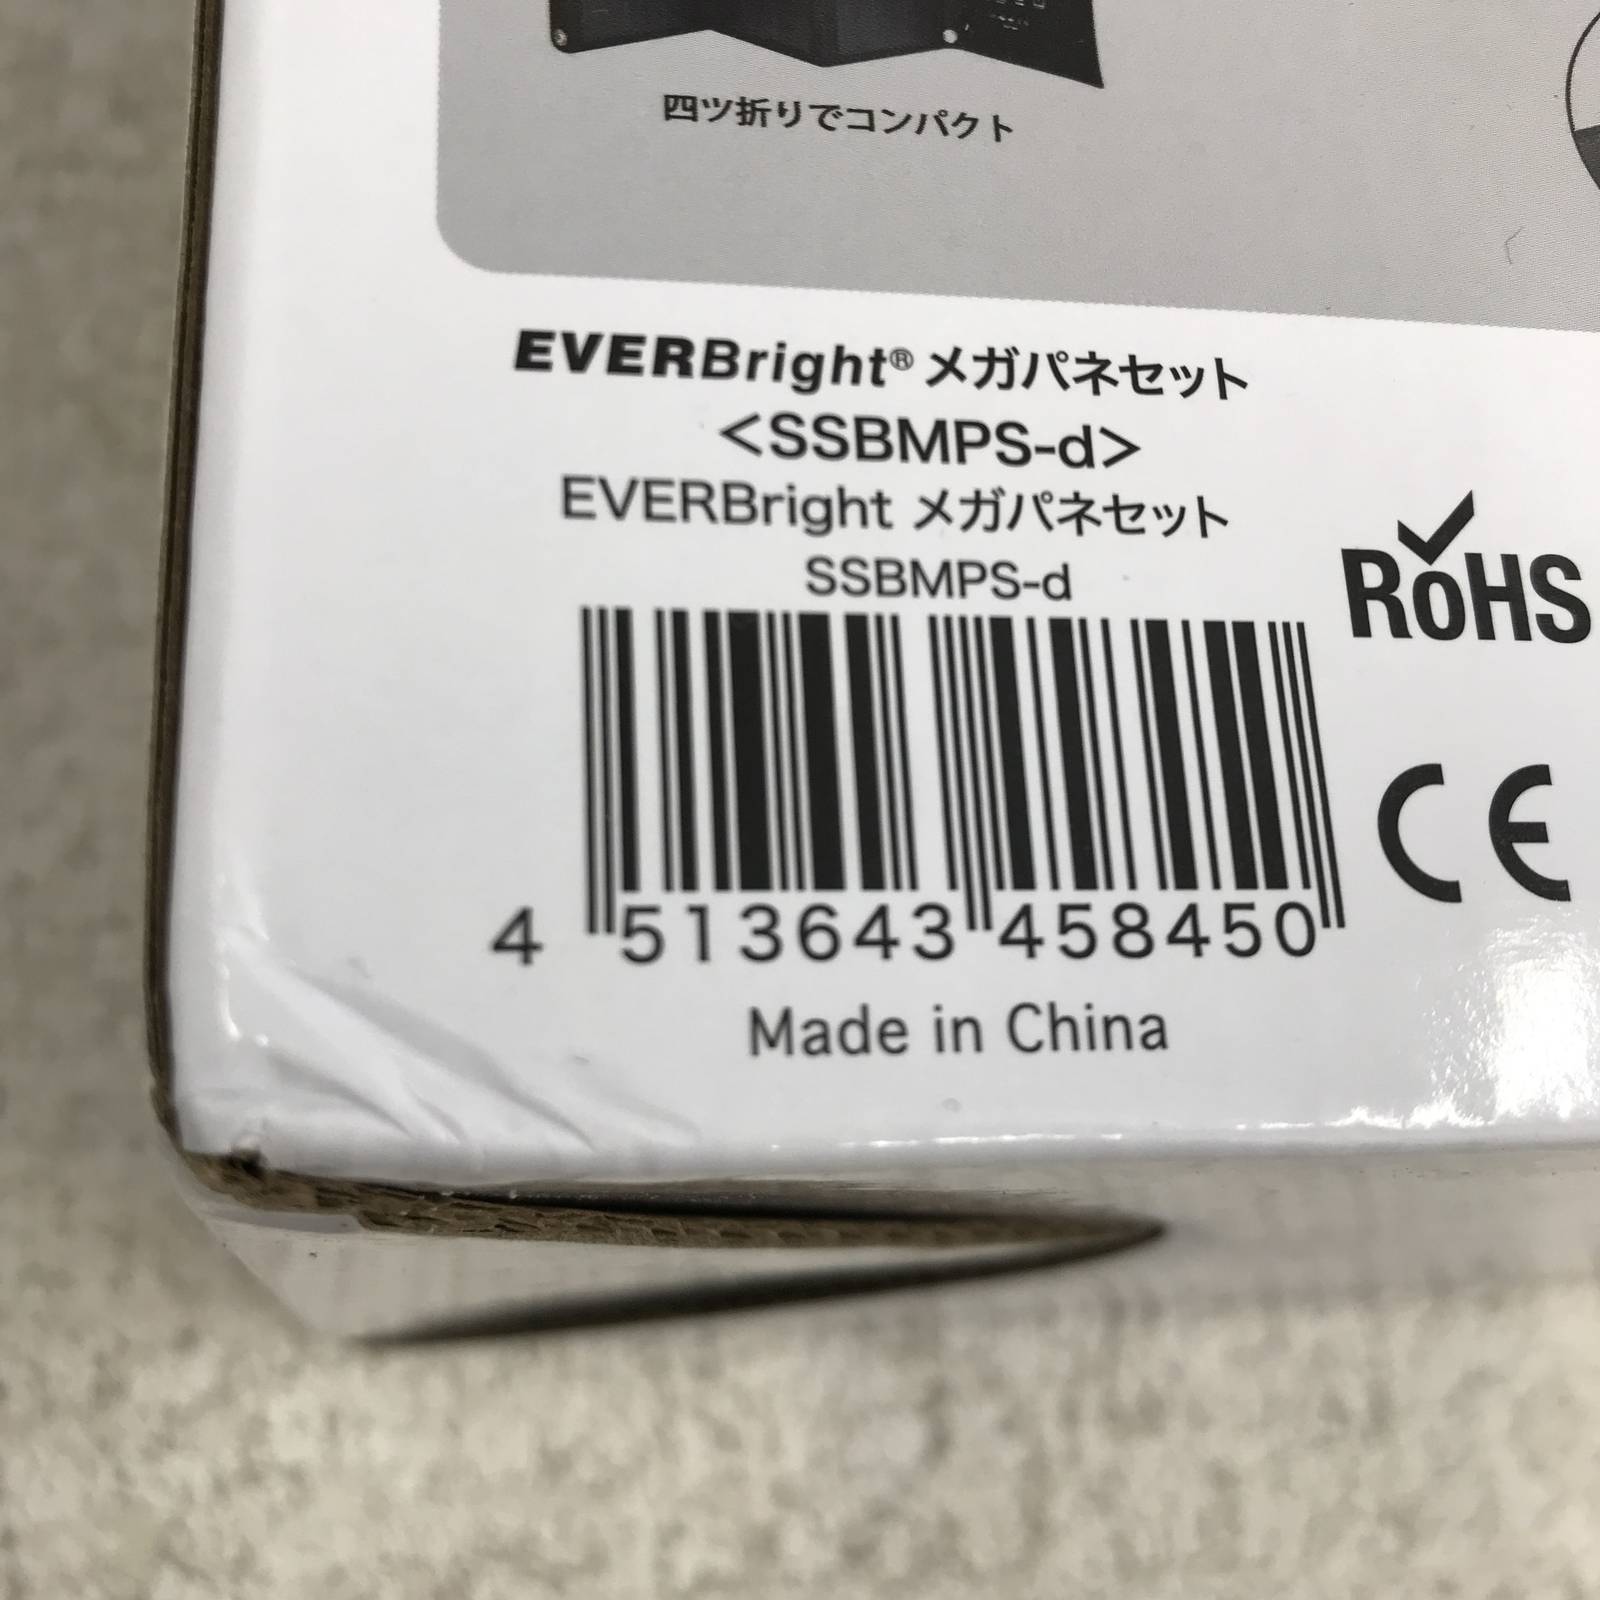 四ツ折りでコンパクト
EVERBright® メガパネセット
<SSBMPS-d>
EVERBright メガパネセット
SSBMPS-d
RoHS
CE
4 513643 458450
Made in China